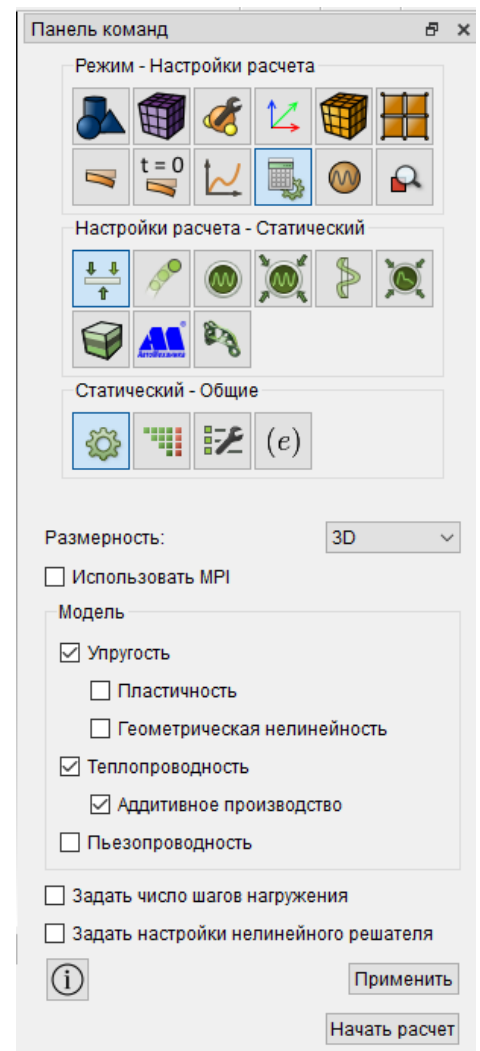 Панель команд
Режим - Настройки расчета
t = 0
Настройки расчета - Статический
АвтоМеханика
Статический - Общие
(e)
Размерность: 3D
Использовать MPI
Модель
Упругость
Пластичность
Геометрическая нелинейность
Теплопроводность
Аддитивное производство
Пьезопроводность
Задать число шагов нагружения
Задать настройки нелинейного решателя
Применить
Начать расчет